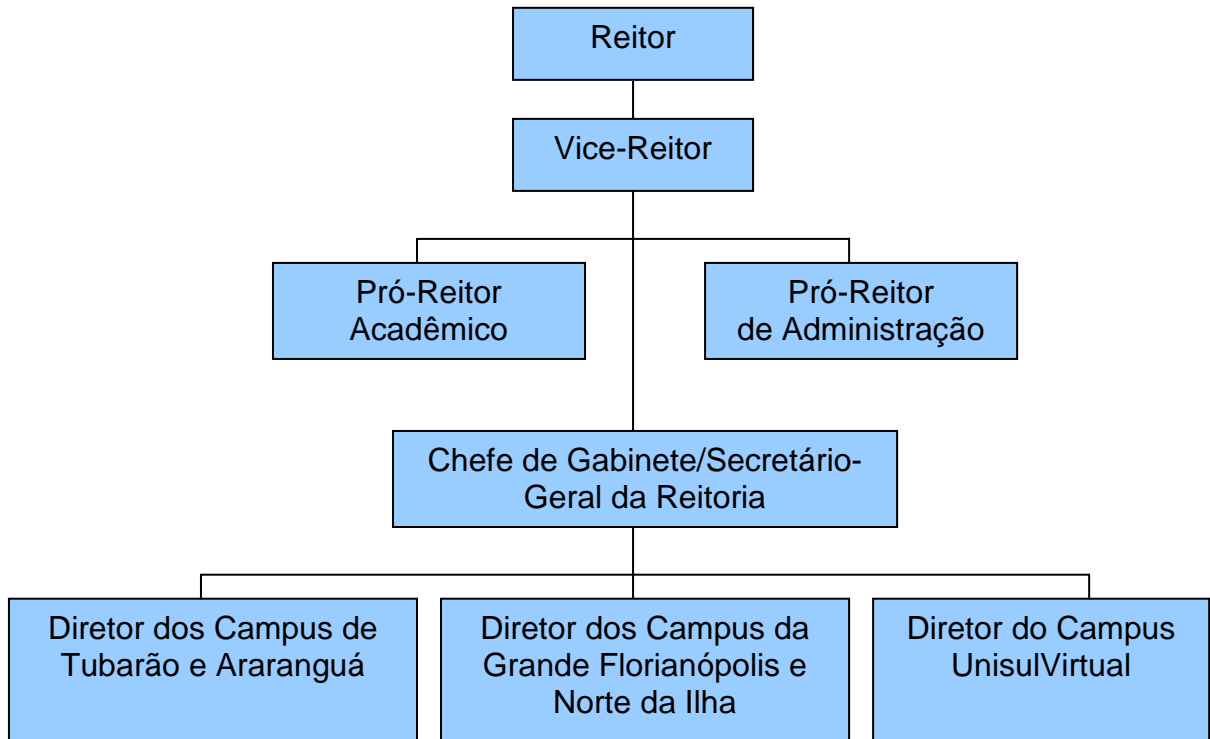 Reitor
Vice-Reitor
Pró-Reitor
Acadêmico
Pró-Reitor
de Administração
Chefe de Gabinete/Secretário-
Geral da Reitoria
Diretor dos Campus de
Tubarão e Araranguá
Diretor dos Campus da
Grande Florianópolis e
Norte da Ilha
Diretor do Campus
UnisulVirtual